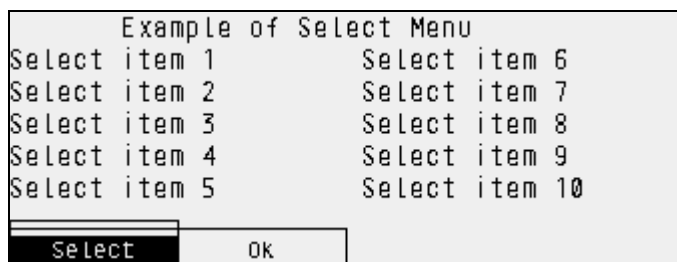 Example of Select Menu
Select item 1 Select item 6
Select item 2 Select item 7
Select item 3 Select item 8
Select item 4 Select item 9
Select item 5 Select item 10
Select Ok